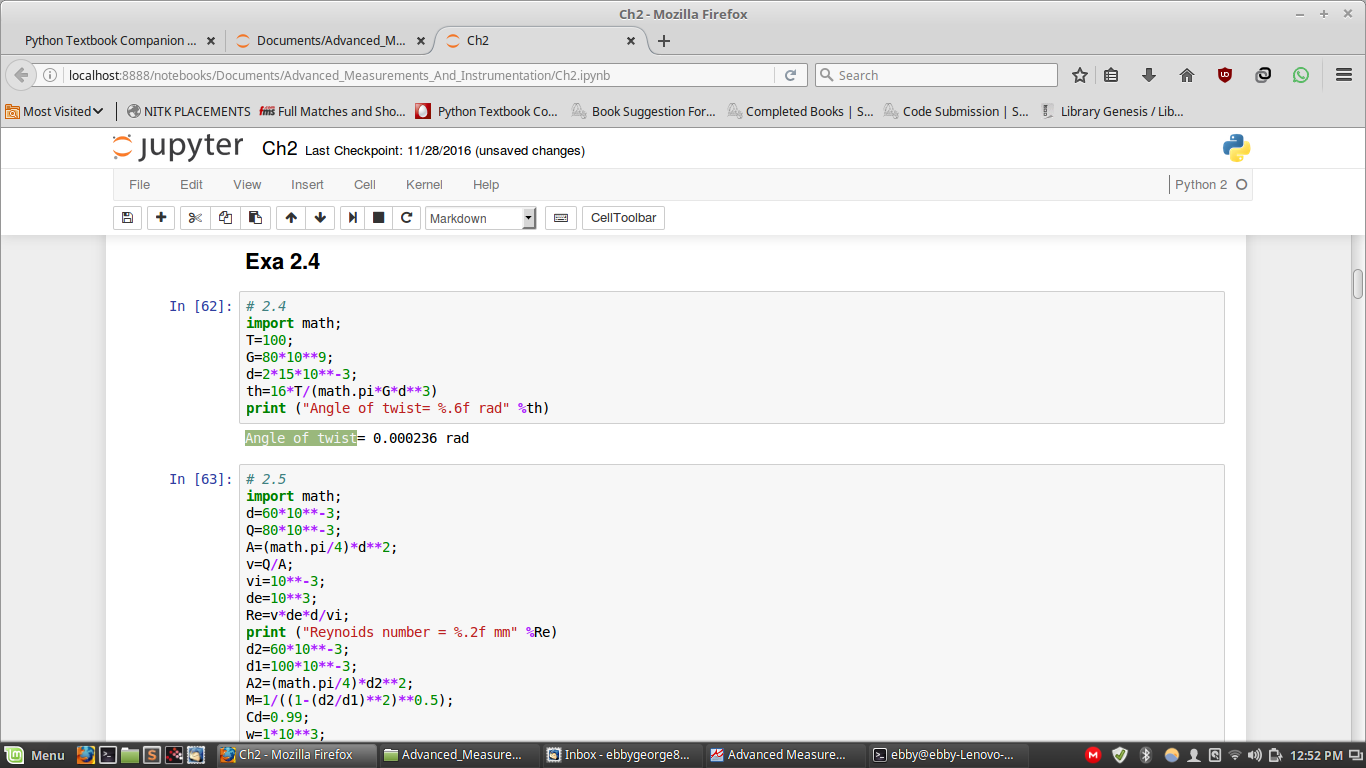 Ch2 - Mozilla Firefox
Python Textbook Companion ...
Documents/Advanced_M...
Ch2
localhost:8888/notebooks/Documents/Advanced_Measurements_And_Instrumentation/Ch2.ipynb
Search
Most Visited
NITK PLACEMENTS
fms Full Matches and Sho...
Python Textbook Co...
Book Suggestion For...
Completed Books | S...
Code Submission | S...
Library Genesis / Lib...
jupyter Ch2 Last Checkpoint: 11/28/2016 (unsaved changes)
File Edit View Insert Cell Kernel Help Python 2
Markdown CellToolbar
Exa 2.4
In [62]: # 2.4
import math;
T=100;
G=80*10**9;
d=2*15*10**-3;
th=16*T/(math.pi*G*d**3)
print ("Angle of twist= %.6f rad" %th)
Angle of twist= 0.000236 rad
In [63]: # 2.5
import math;
d=60*10**-3;
Q=80*10**-3;
A=(math.pi/4)*d**2;
v=Q/A;
vi=10**-3;
de=10**3;
Re=v*de*d/vi;
print ("Reynoids number = %.2f mm" %Re)
d2=60*10**-3;
d1=100*10**-3;
A2=(math.pi/4)*d2**2;
M=1/((1-(d2/d1)**2)**0.5);
Cd=0.99;
w=1*10**3;
Menu
Ch2 - Mozilla Firefox
Advanced_Measure...
Inbox - ebbygeorge8...
Advanced Measure...
ebby@ebby-Lenovo-...
12:52 PM